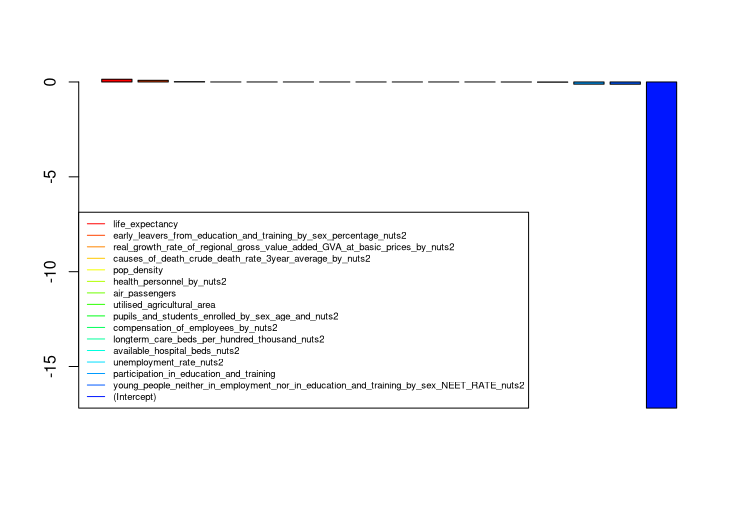 0
-5
-10
-15
life_expectancy
early_leavers_from_education_and_training_by_sex_percentage_nuts2
real_growth_rate_of_regional_gross_value_added_GVA_at_basic_prices_by_nuts2
causes_of_death_crude_death_rate_3year_average_by_nuts2
pop_density
health_personnel_by_nuts2
air_passengers
utilised_agricultural_area
pupils_and_students_enrolled_by_sex_age_and_nuts2
compensation_of_employees_by_nuts2
longterm_care_beds_per_hundred_thousand_nuts2
available_hospital_beds_nuts2
unemployment_rate_nuts2
participation_in_education_and_training
young_people_neither_in_employment_nor_in_education_and_training_by_sex_NEET_RATE_nuts2
(Intercept)